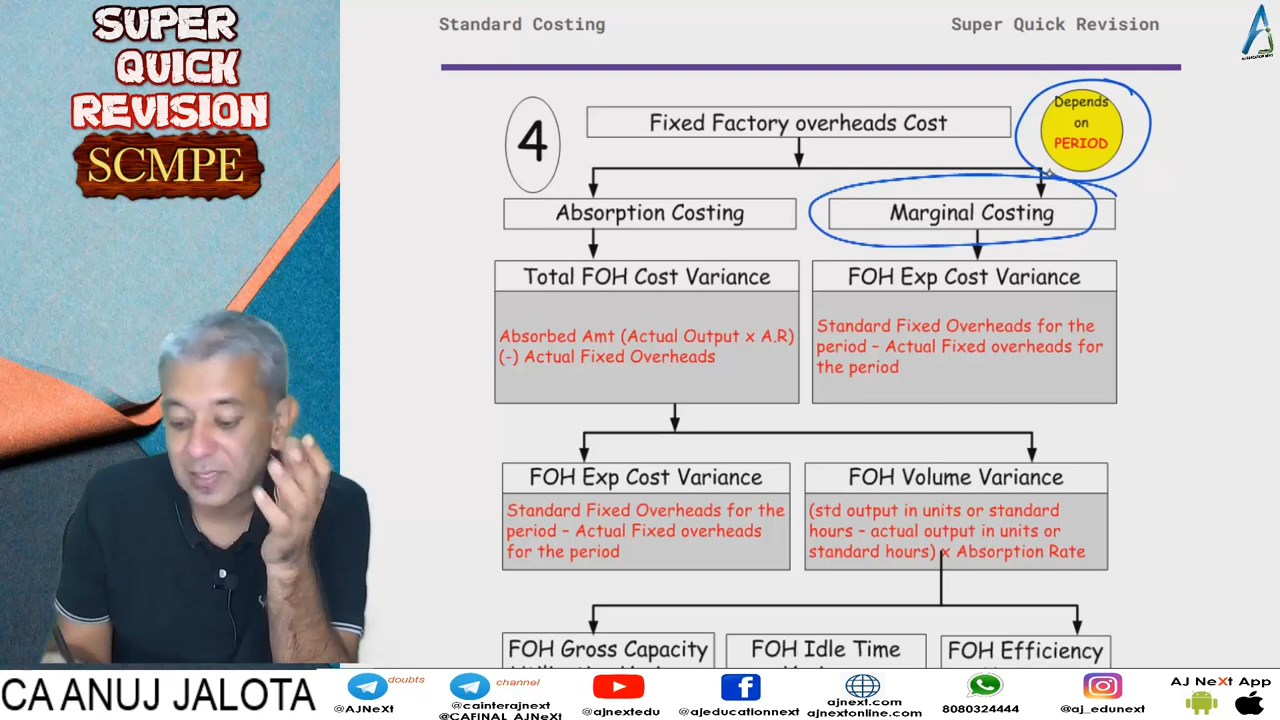 SUPER
QUICK
REVISION
SCMPE
Standard Costing
Super Quick Revision
4
Fixed Factory overheads Cost
Depends
on
PERIOD
Absorption Costing
Marginal Costing
Total FOH Cost Variance
Absorbed Amt (Actual Output x A.R)
(-) Actual Fixed Overheads
FOH Exp Cost Variance
Standard Fixed Overheads for the
period – Actual Fixed overheads for
the period
FOH Exp Cost Variance
Standard Fixed Overheads for the
period – Actual Fixed overheads
for the period
FOH Volume Variance
(std output in units or standard
hours – actual output in units or
standard hours) x Absorption Rate
FOH Gross Capacity
FOH Idle Time
FOH Efficiency
CA ANUJ JALOTA
doubts
@AJNeXt
channel
@cainterajnext
@CAFINAL_AJNeXt
@ajnextedu
@ajeducationnext
ajnext.com
ajnextonline.com
8080324444
@aj_edunext
AJ NeXt App